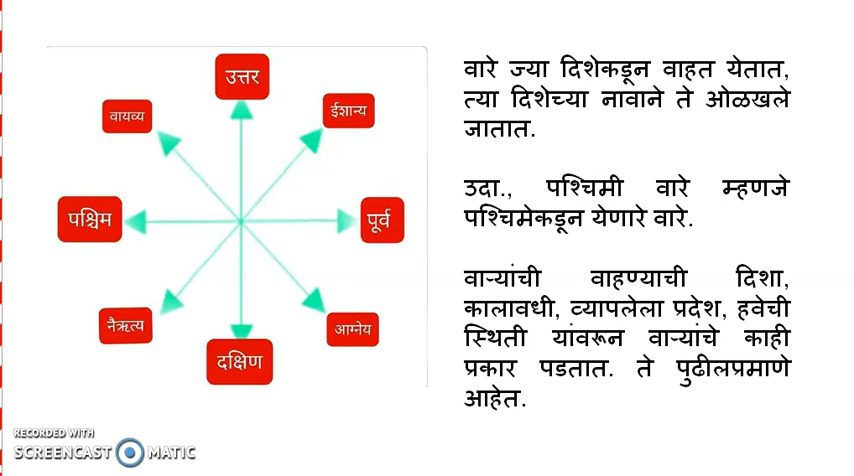 उत्तर
वायव्य
ईशान्य
पश्चिम
पूर्व
नैऋत्य
आग्नेय
दक्षिण
वारे ज्या दिशेकडून वाहत येतात,
त्या दिशेच्या नावाने ते ओळखले
जातात.
उदा., पश्चिमी वारे म्हणजे
पश्चिमेकडून येणारे वारे.
वाऱ्यांची वाहण्याची दिशा,
कालावधी, व्यापलेला प्रदेश, हवेची
स्थिती यांवरून वाऱ्यांचे काही
प्रकार पडतात. ते पुढीलप्रमाणे
आहेत.
RECORDED WITH
SCREENCAST MATIC